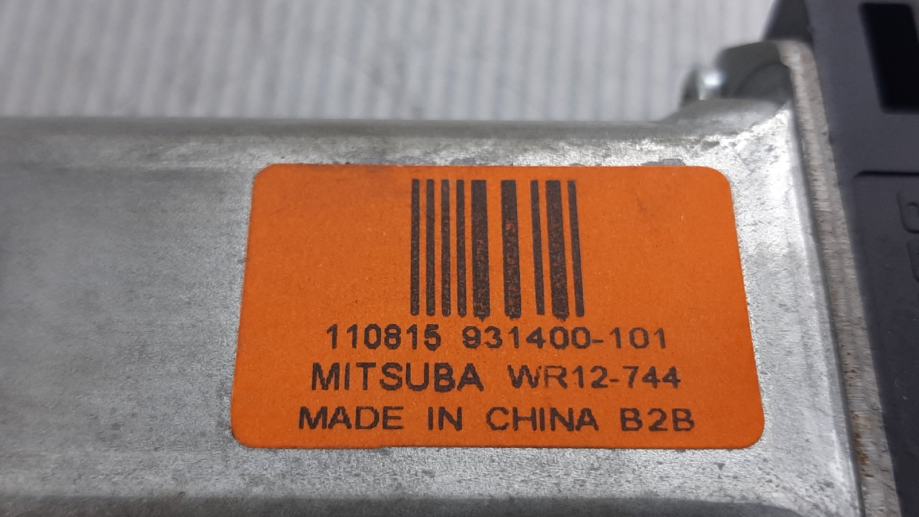 110815 931400-101
MITSUBA WR12-744
MADE IN CHINA B2B